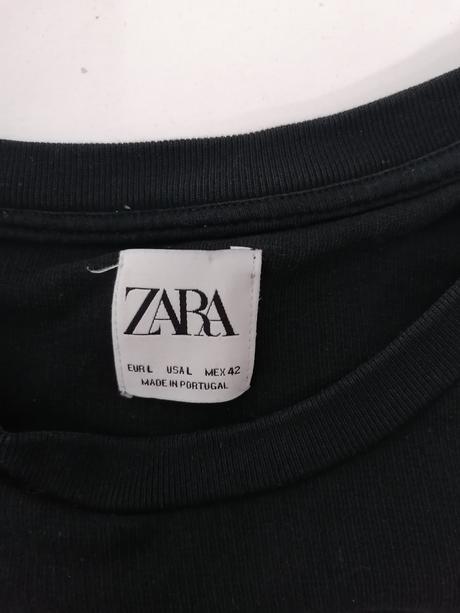 ZARA
EUR L USA L MEX 42
MADE IN PORTUGAL